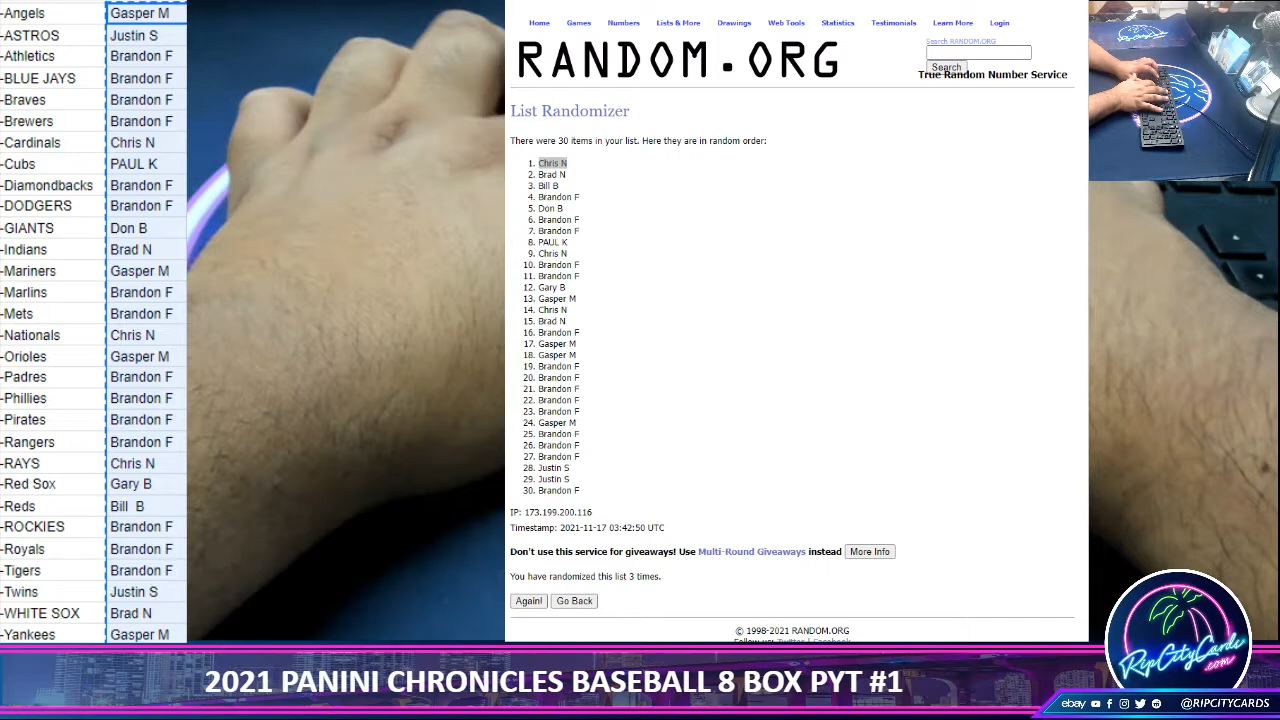 -Angels Gasper M
-ASTROS Justin S
-Athletics Brandon F
-BLUE JAYS Brandon F
-Braves Brandon F
-Brewers Brandon F
-Cardinals Chris N
-Cubs PAUL K
-Diamondbacks Brandon F
-DODGERS Brandon F
-GIANTS Don B
-Indians Brad N
-Mariners Gasper M
-Marlins Brandon F
-Mets Brandon F
-Nationals Chris N
-Orioles Gasper M
-Padres Brandon F
-Phillies Brandon F
-Pirates Brandon F
-Rangers Brandon F
-RAYS Chris N
-Red Sox Gary B
-Reds Bill B
-ROCKIES Brandon F
-Royals Brandon F
-Tigers Brandon F
-Twins Justin S
-WHITE SOX Brad N
-Yankees Gasper M
Home Games Numbers Lists & More Drawings Web Tools Statistics Testimonials Learn More Login
RANDOM.ORG
Search RANDOM.ORG
Search
True Random Number Service
List Randomizer
There were 30 items in your list. Here they are in random order:
1. Chris N
2. Brad N
3. Bill B
4. Brandon F
5. Don B
6. Brandon F
7. Brandon F
8. PAUL K
9. Chris N
10. Brandon F
11. Brandon F
12. Gary B
13. Gasper M
14. Chris N
15. Brad N
16. Brandon F
17. Gasper M
18. Gasper M
19. Brandon F
20. Brandon F
21. Brandon F
22. Brandon F
23. Brandon F
24. Gasper M
25. Brandon F
26. Brandon F
27. Brandon F
28. Justin S
29. Justin S
30. Brandon F
IP: 173.199.200.116
Timestamp: 2021-11-17 03:42:50 UTC
Don't use this service for giveaways! Use Multi-Round Giveaways instead More Info
You have randomized this list 3 times.
Again! Go Back
© 1998-2021 RANDOM.ORG
Follow us: Twitter | Facebook
2021 PANINI CHRONICLES BASEBALL 8 BOX PYT #1
RipCityCards
.com
ebay @RIPCITYCARDS